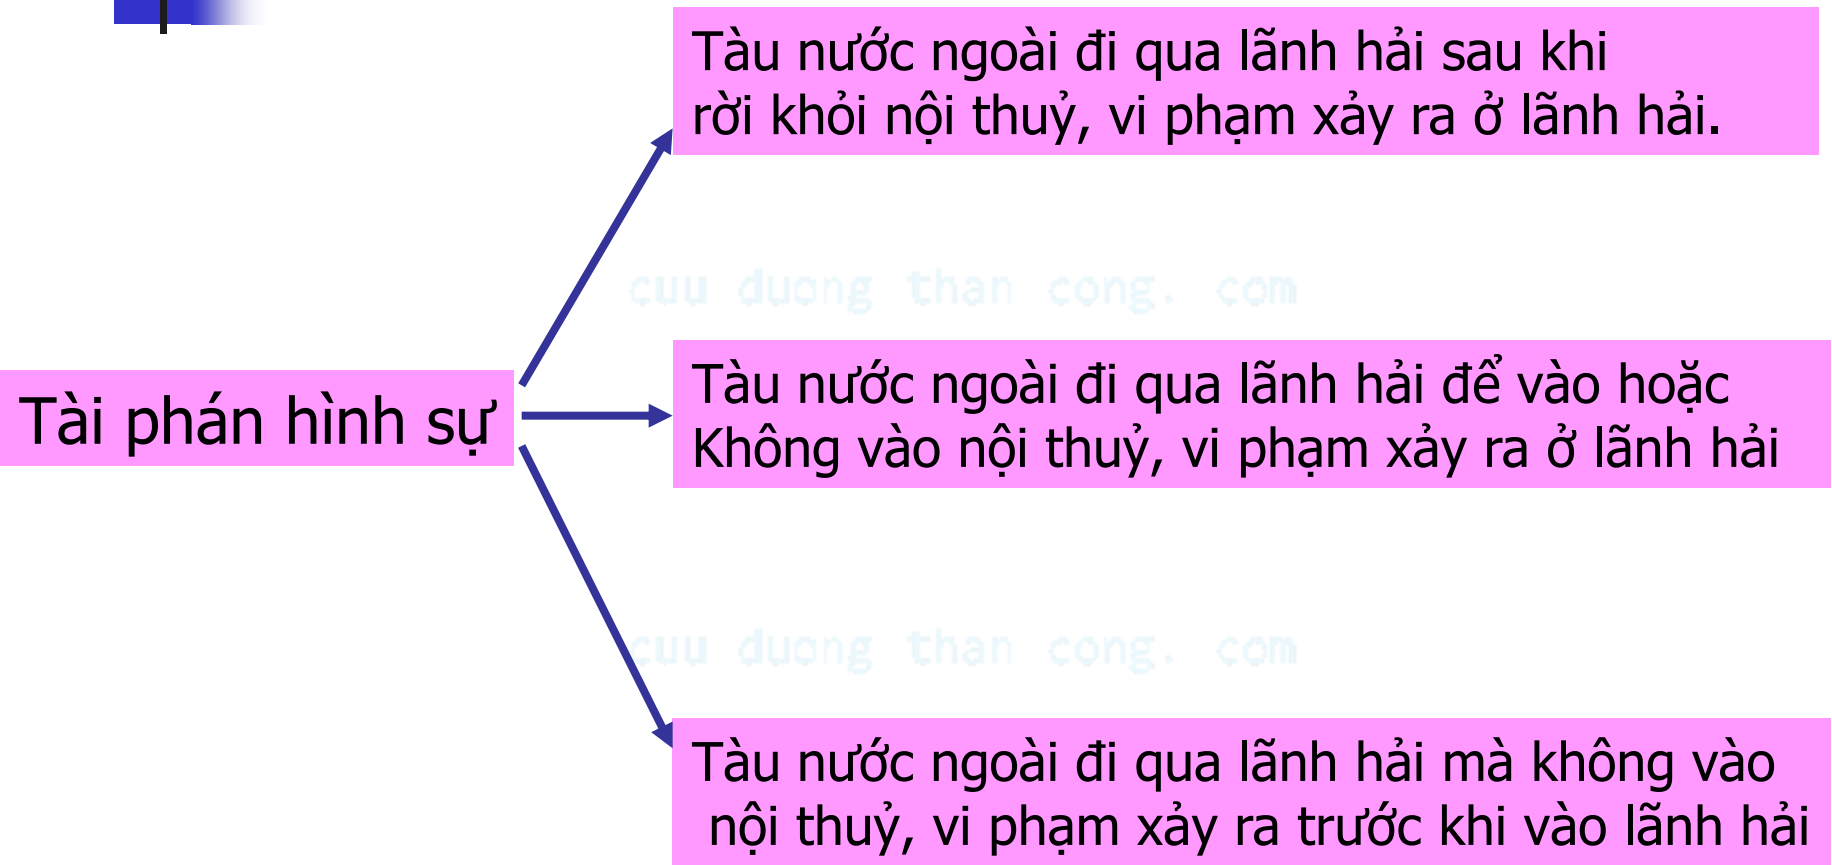 Tàu nước ngoài đi qua lãnh hải sau khi
rời khỏi nội thuỷ, vi phạm xảy ra ở lãnh hải.
cuu duong than cong. com
Tài phán hình sự
Tàu nước ngoài đi qua lãnh hải để vào hoặc
Không vào nội thuỷ, vi phạm xảy ra ở lãnh hải
cuu duong than cong. com
Tàu nước ngoài đi qua lãnh hải mà không vào
nội thuỷ, vi phạm xảy ra trước khi vào lãnh hải